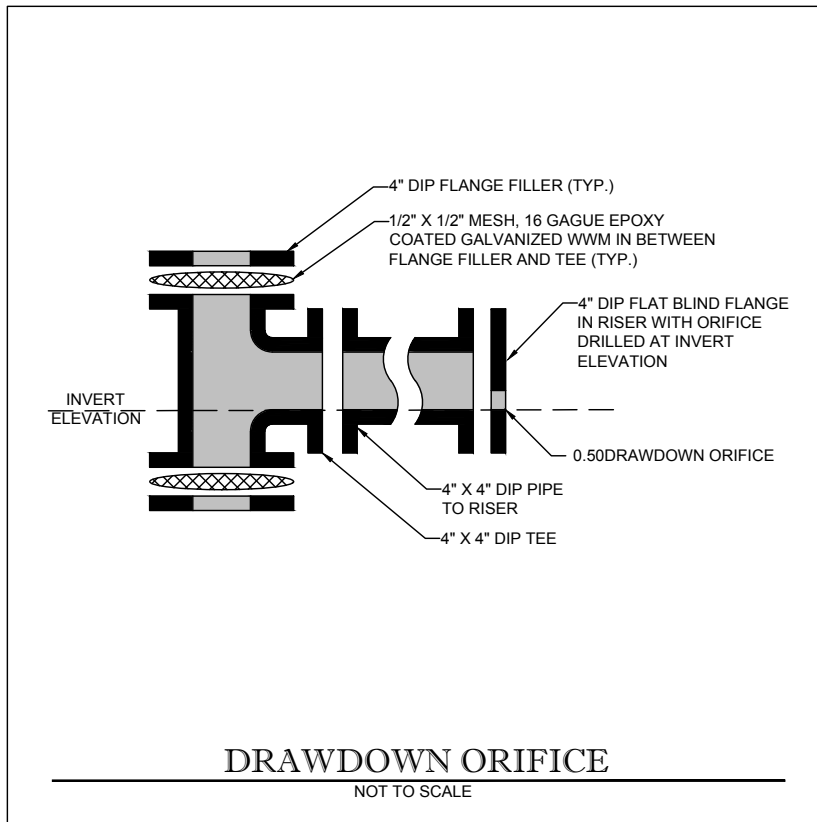 4" DIP FLANGE FILLER (TYP.)
1/2" X 1/2" MESH, 16 GAGUE EPOXY
COATED GALVANIZED WWM IN BETWEEN
FLANGE FILLER AND TEE (TYP.)
4" DIP FLAT BLIND FLANGE
IN RISER WITH ORIFICE
DRILLED AT INVERT
ELEVATION
INVERT
ELEVATION
0.50DRAWDOWN ORIFICE
4" X 4" DIP PIPE
TO RISER
4" X 4" DIP TEE
DRAWDOWN ORIFICE
NOT TO SCALE